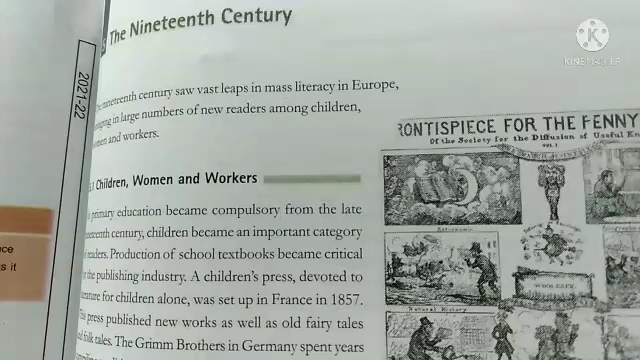 The Nineteenth Century
KINEMASTER
2021-22
nineteenth century saw vast leaps in mass literacy in Europe,
in large numbers of new readers among children,
and workers.
Children, Women and Workers
primary education became compulsory from the late
century, children became an important category
readers. Production of school textbooks became critical
the publishing industry. A children's press, devoted to
for children alone, was set up in France in 1857.
press published new works as well as old fairy tales
folk tales. The Grimm Brothers in Germany spent years
s it
FRONTISPIECE FOR THE PENNY
Of the Society for the Diffusion of Useful
Astronomy
Natural History